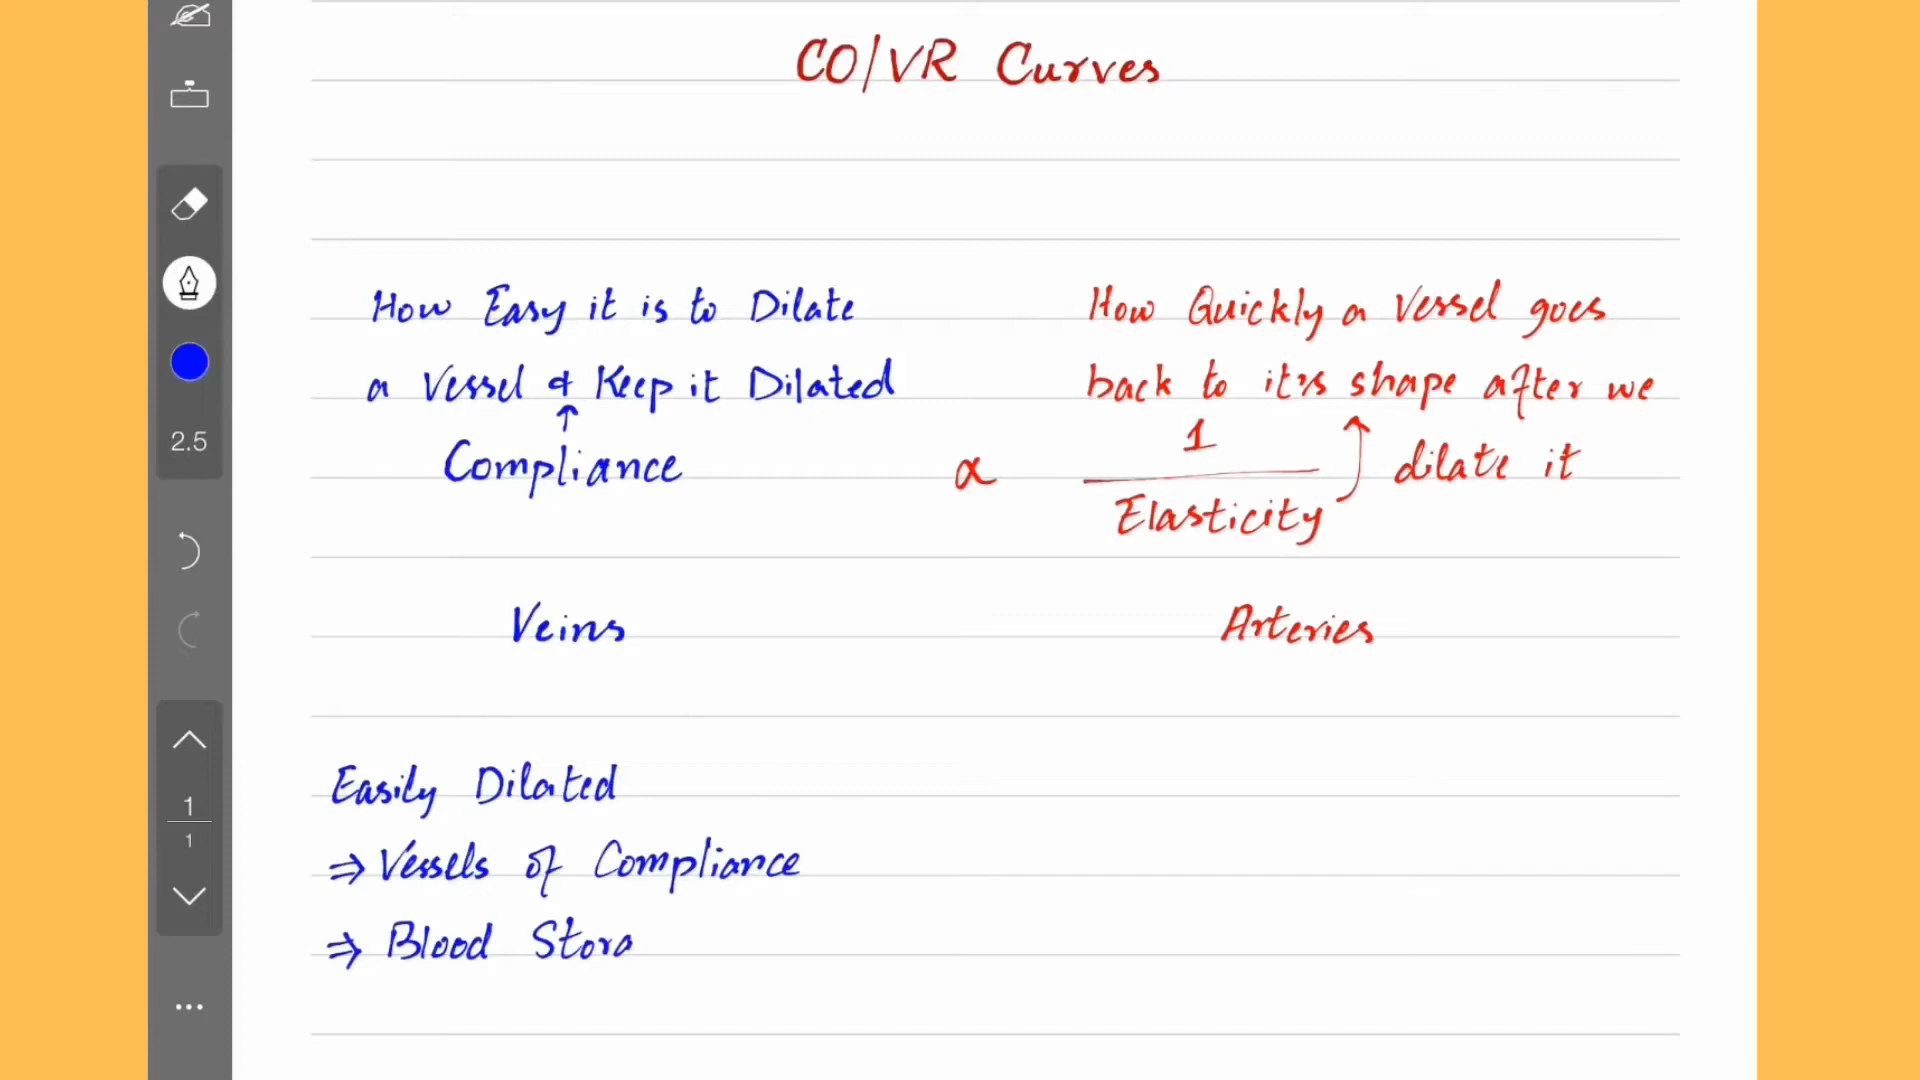 CO/VR Curves
How Easy it is to Dilate
a Vessel & Keep it Dilated
↑
Compliance
α
How Quickly a Vessel goes
back to it's shape after we
dilate it
1
Elasticity
Veins
Arteries
Easily Dilated
⇒ Vessels of Compliance
⇒ Blood Stora
2.5
1
1